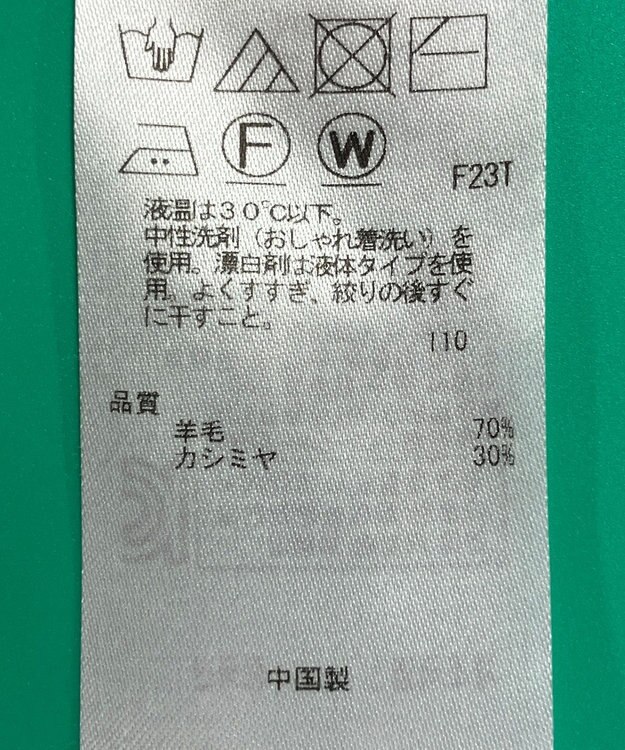 F W F23T
液温は30℃以下。
中性洗剤（おしゃれ着洗い）を
使用。漂白剤は液体タイプを使
用。よくすすぎ、絞りの後すぐ
に干すこと。
110
品質
羊毛 70%
カシミヤ 30%
中国製